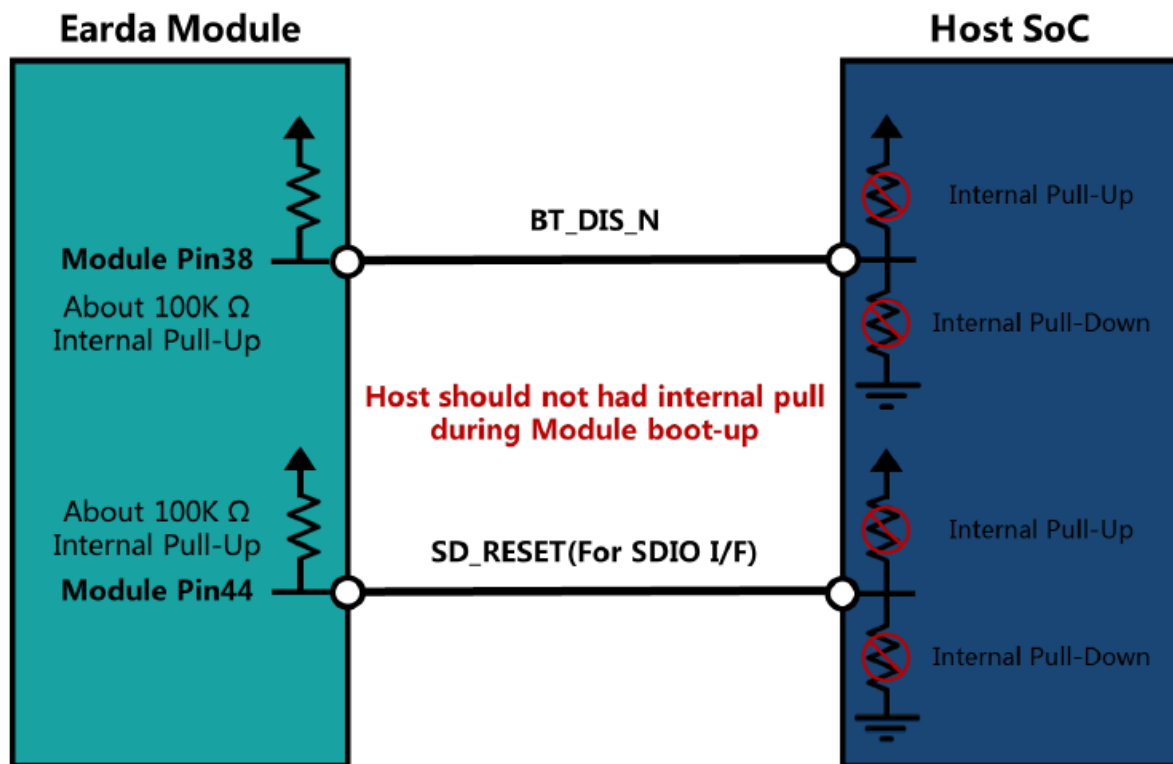 Earda Module
Host SoC
Internal Pull-Up
BT_DIS_N
Module Pin38
About 100K Ω
Internal Pull-Up
Internal Pull-Down
Host should not had internal pull
during Module boot-up
About 100K Ω
Internal Pull-Up
Internal Pull-Up
SD_RESET(For SDIO I/F)
Module Pin44
Internal Pull-Down